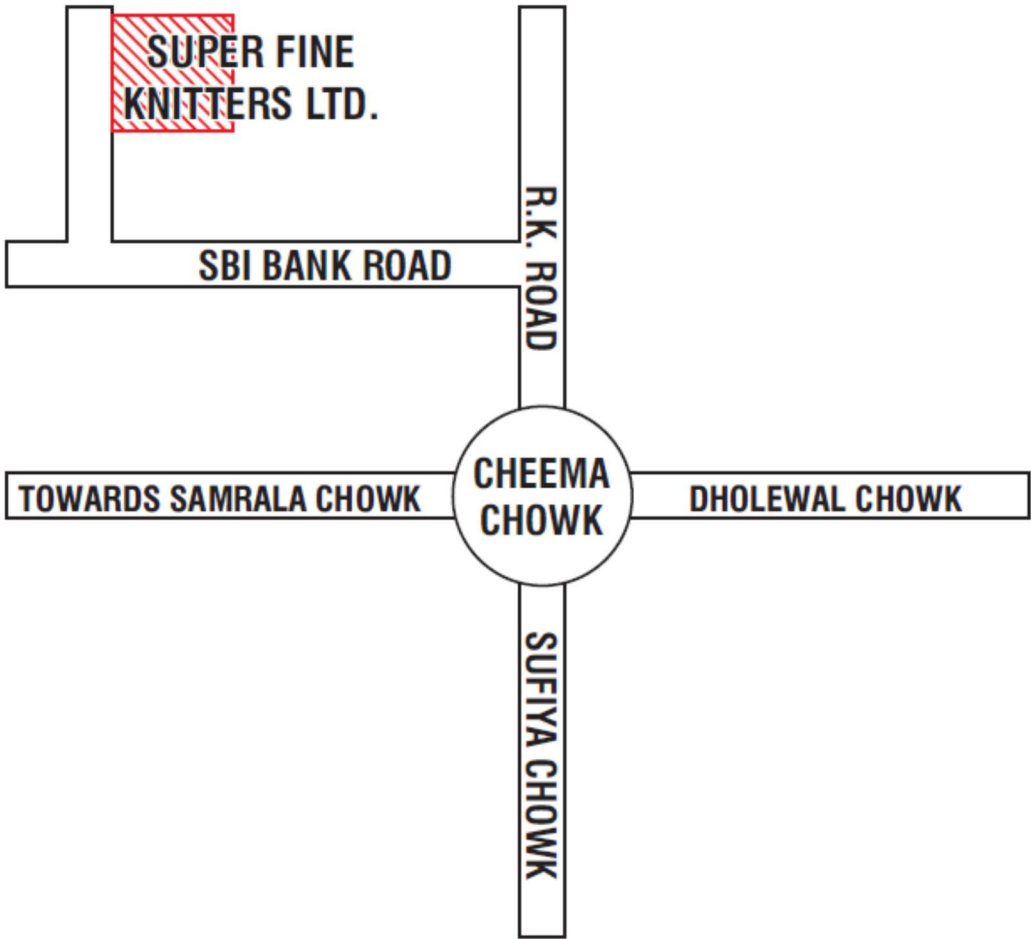 SUPER FINE
KNITTERS LTD.
R.K. ROAD
SBI BANK ROAD
CHEEMA
CHOWK
TOWARDS SAMRALA CHOWK
DHOLEWAL CHOWK
SUFIYA CHOWK